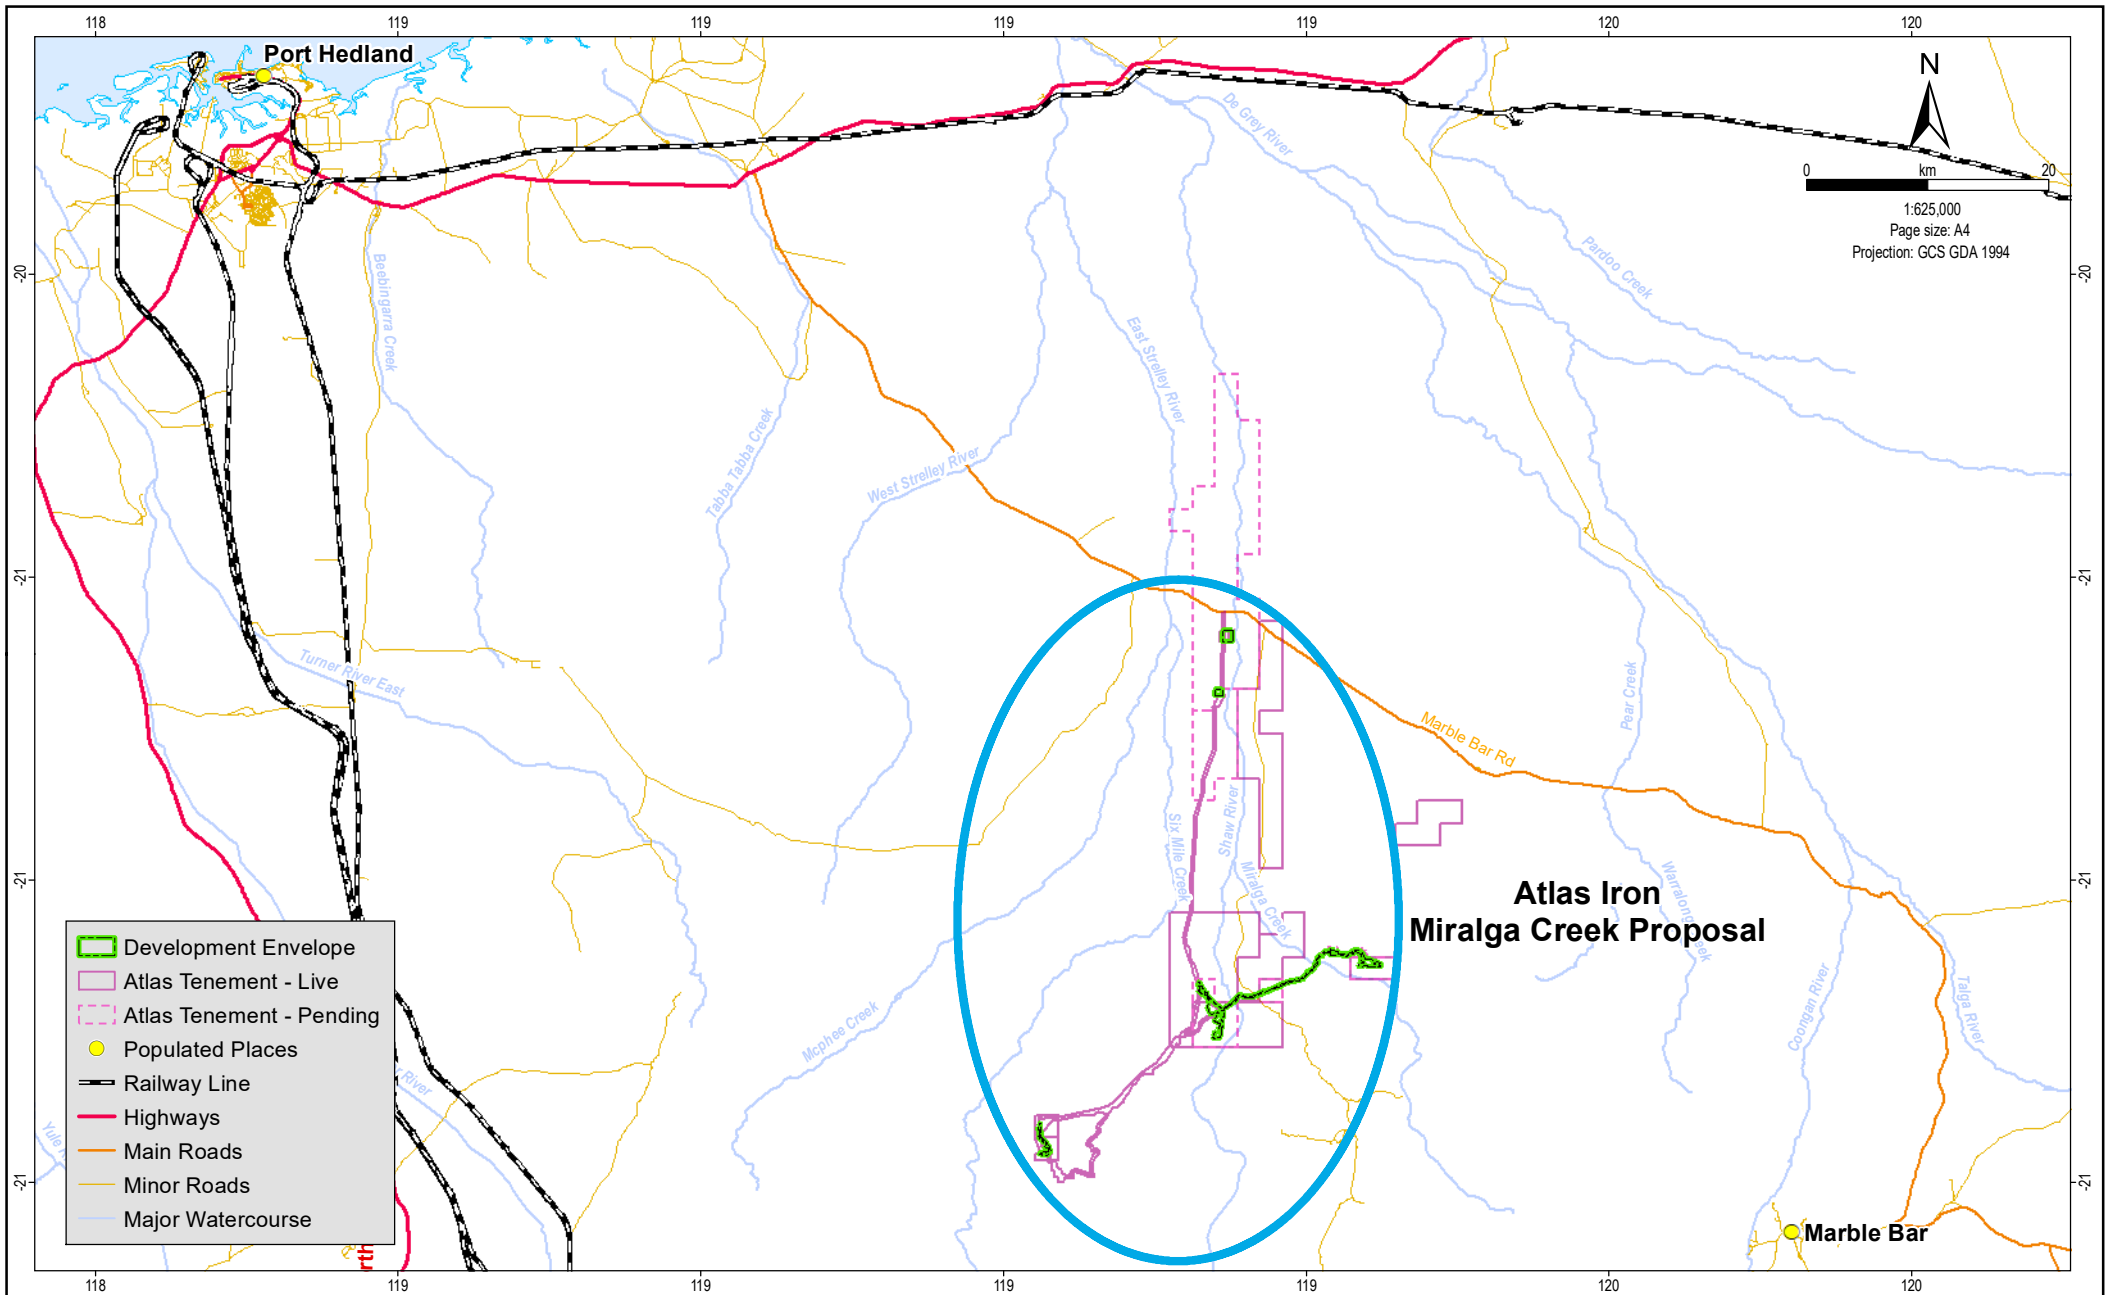 118
119
119
119
119
120
120
Port Hedland
N
0
km
20
1:625,000
Page size: A4
Projection: GCS GDA 1994
De Grey River
Pardoo Creek
-20
-20
Beebingarra Creek
East Strelley River
Tabba Tabba Creek
West Strelley River
-21
-21
Turner River East
Pear Creek
Marble Bar Rd
Six Mile Creek
Shaw River
Miralga Creek
Warralong Creek
-21
-21
Atlas Iron
Miralga Creek Proposal
Mcphee Creek
Coongan River
Talga River
Development Envelope
Atlas Tenement - Live
Atlas Tenement - Pending
Populated Places
Railway Line
Highways
Main Roads
Minor Roads
Major Watercourse
River
Yule
-21
-21
Marble Bar
118
119
119
119
119
120
120